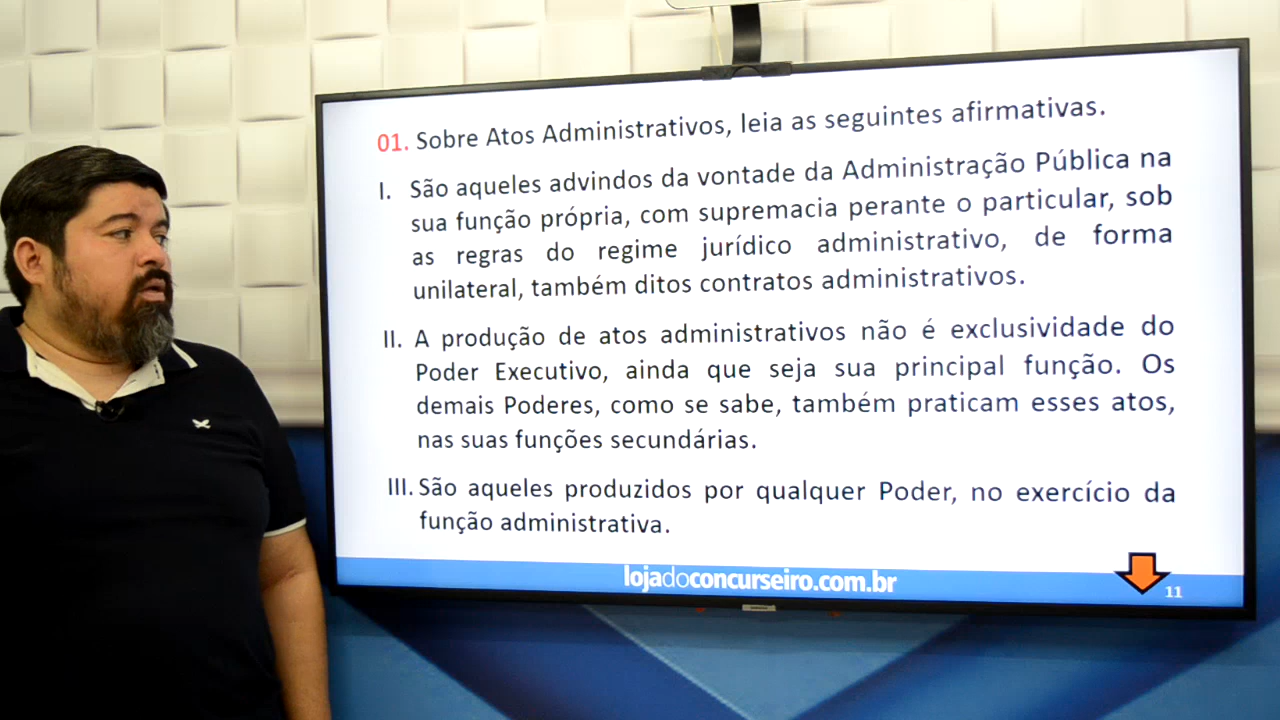 01. Sobre Atos Administrativos, leia as seguintes afirmativas.
I. São aqueles advindos da vontade da Administração Pública na
sua função própria, com supremacia perante o particular, sob
as regras do regime jurídico administrativo, de forma
unilateral, também ditos contratos administrativos.
II. A produção de atos administrativos não é exclusividade do
Poder Executivo, ainda que seja sua principal função. Os
demais Poderes, como se sabe, também praticam esses atos,
nas suas funções secundárias.
III. São aqueles produzidos por qualquer Poder, no exercício da
função administrativa.
lojadoconcurseiro.com.br
11